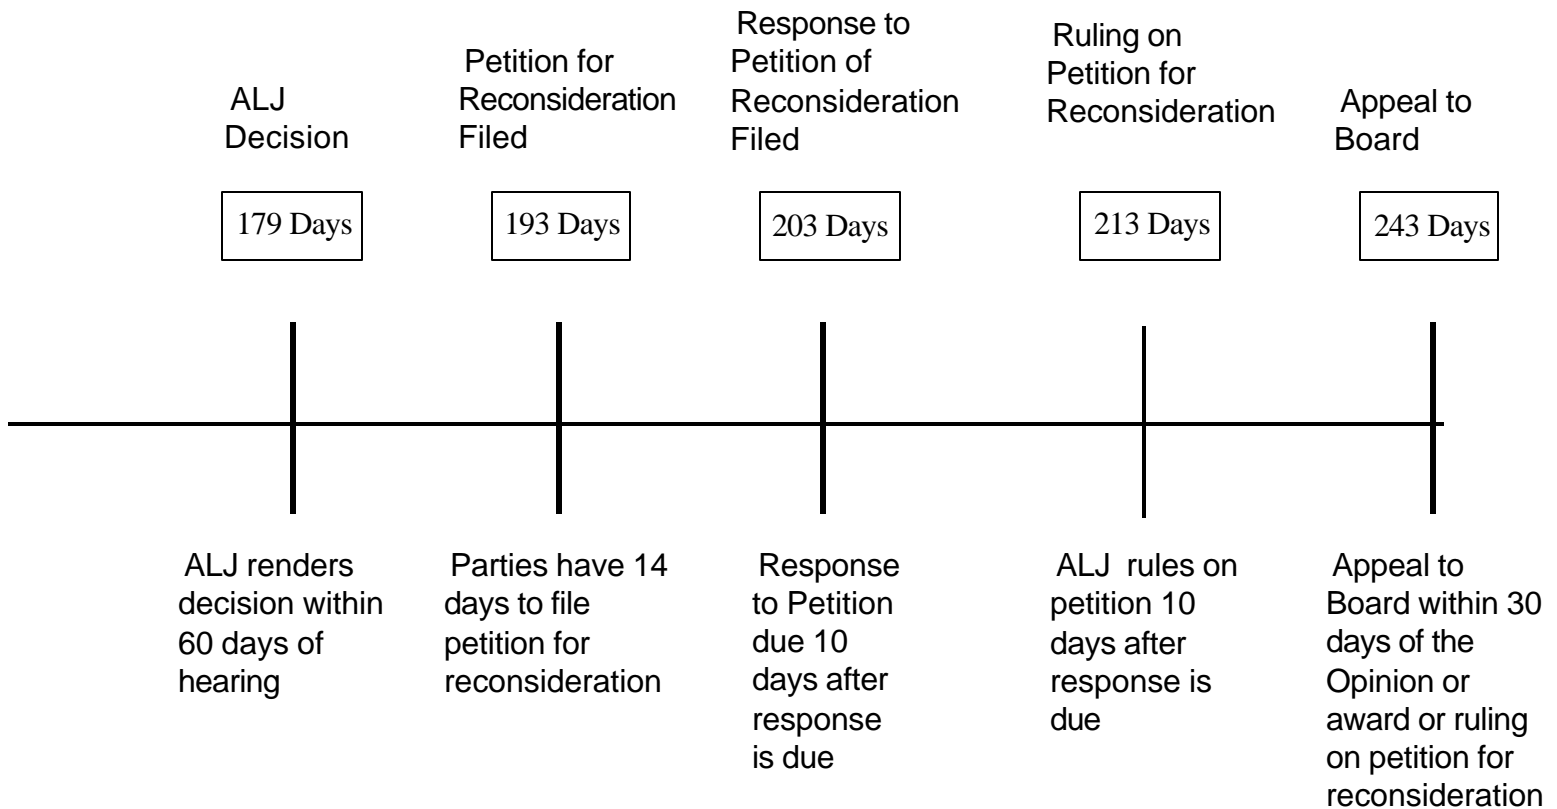 ALJ
Decision
Petition for
Reconsideration
Filed
Response to
Petition of
Reconsideration
Filed
Ruling on
Petition for
Reconsideration
Appeal to
Board
179 Days
193 Days
203 Days
213 Days
243 Days
ALJ renders
decision within
60 days of
hearing
Parties have 14
days to file
petition for
reconsideration
Response
to Petition
due 10
days after
response
is due
ALJ rules on
petition 10
days after
response is
due
Appeal to
Board within 30
days of the
Opinion or
award or ruling
on petition for
reconsideration